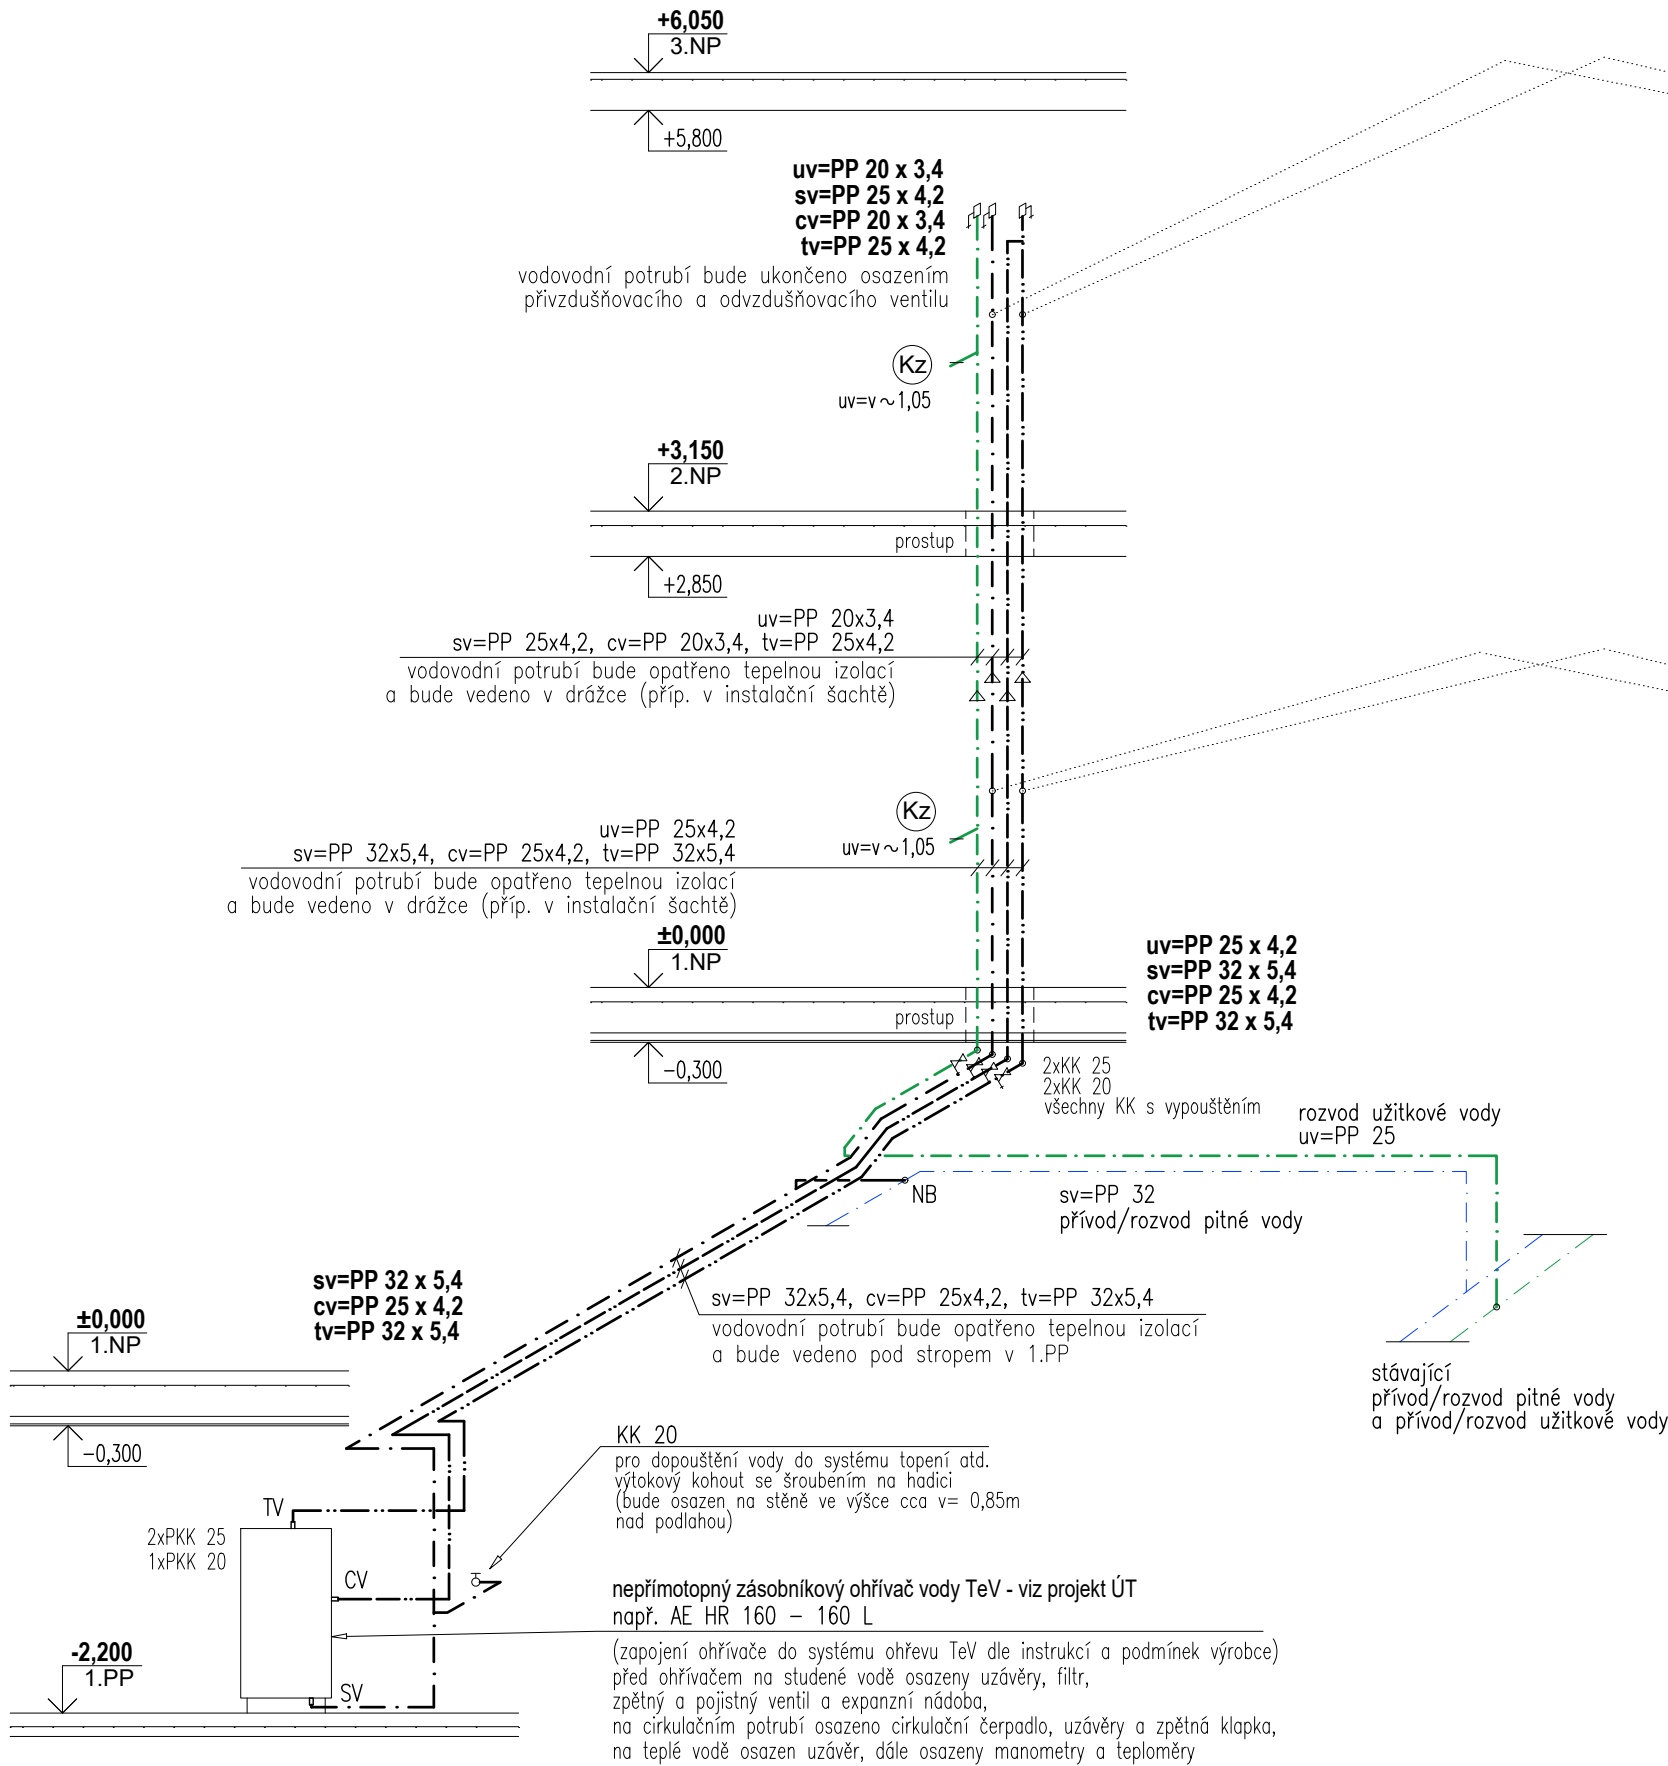 +6,050
3.NP
+5,800
uv=PP 20 x 3,4
sv=PP 25 x 4,2
cv=PP 20 x 3,4
tv=PP 25 x 4,2
vodovodní potrubí bude ukončeno osazením
přivzdušňovacího a odvzdušňovacího ventilu
Kz
uv=v~1,05
+3,150
2.NP
prostup
+2,850
uv=PP 20x3,4
sv=PP 25x4,2, cv=PP 20x3,4, tv=PP 25x4,2
vodovodní potrubí bude opatřeno tepelnou izolací
a bude vedeno v drážce (příp. v instalační šachtě)
Kz
uv=v~1,05
uv=PP 25x4,2
sv=PP 32x5,4, cv=PP 25x4,2, tv=PP 32x5,4
vodovodní potrubí bude opatřeno tepelnou izolací
a bude vedeno v drážce (příp. v instalační šachtě)
±0,000
1.NP
uv=PP 25 x 4,2
sv=PP 32 x 5,4
cv=PP 25 x 4,2
tv=PP 32 x 5,4
prostup
-0,300
2xKK 25
2xKK 20
všechny KK s vypouštěním
rozvod užitkové vody
uv=PP 25
NB
sv=PP 32
přívod/rozvod pitné vody
sv=PP 32 x 5,4
cv=PP 25 x 4,2
tv=PP 32 x 5,4
sv=PP 32x5,4, cv=PP 25x4,2, tv=PP 32x5,4
vodovodní potrubí bude opatřeno tepelnou izolací
a bude vedeno pod stropem v 1.PP
±0,000
1.NP
stávající
přívod/rozvod pitné vody
a přívod/rozvod užitkové vody
-0,300
KK 20
pro dopouštění vody do systému topení atd.
výtokový kohout se šroubením na hadici
(bude osazen na stěně ve výšce cca v= 0,85m
nad podlahou)
TV
2xPKK 25
1xPKK 20
CV
nepřímotopný zásobníkový ohřívač vody TeV - viz projekt ÚT
např. AE HR 160 – 160 L
(zapojení ohřívače do systému ohřevu TeV dle instrukcí a podmínek výrobce)
před ohřívačem na studené vodě osazeny uzávěry, filtr,
zpětný a pojistný ventil a expanzní nádoba,
na cirkulačním potrubí osazeno cirkulační čerpadlo, uzávěry a zpětná klapka,
na teplé vodě osazen uzávěr, dále osazeny manometry a teploměry
-2,200
1.PP
SV